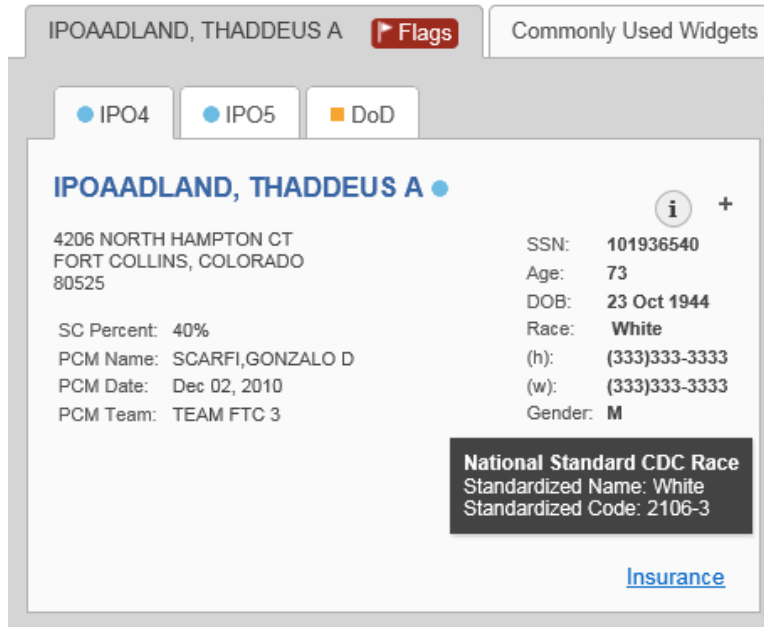 IPOAADLAND, THADDEUS A Flags Commonly Used Widgets
IPO4 IPO5 DoD
IPOAADLAND, THADDEUS A
i +
4206 NORTH HAMPTON CT
FORT COLLINS, COLORADO
80525
SC Percent: 40%
PCM Name: SCARFI,GONZALO D
PCM Date: Dec 02, 2010
PCM Team: TEAM FTC 3
SSN: 101936540
Age: 73
DOB: 23 Oct 1944
Race: White
(h): (333)333-3333
(w): (333)333-3333
Gender: M
National Standard CDC Race
Standardized Name: White
Standardized Code: 2106-3
Insurance